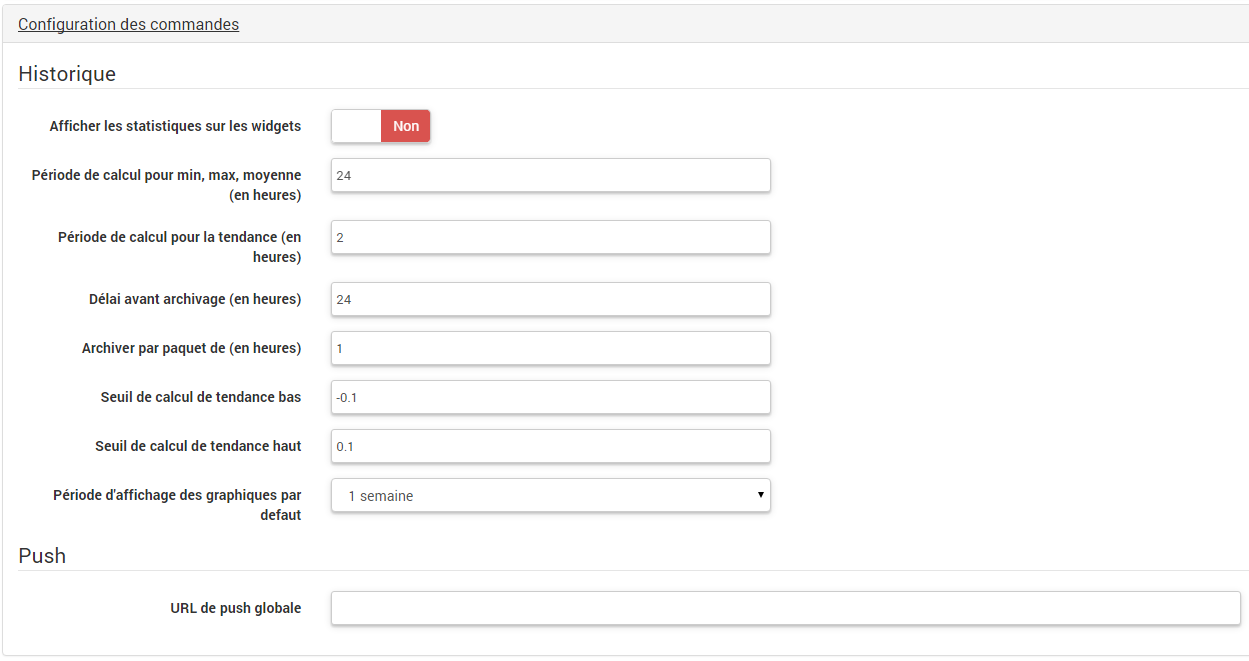 Configuration des commandes
Historique
Afficher les statistiques sur les widgets
Non
Période de calcul pour min, max, moyenne
(en heures)
24
Période de calcul pour la tendance (en
heures)
2
Délai avant archivage (en heures)
24
Archiver par paquet de (en heures)
1
Seuil de calcul de tendance bas
-0.1
Seuil de calcul de tendance haut
0.1
Période d'affichage des graphiques par
defaut
1 semaine
Push
URL de push globale